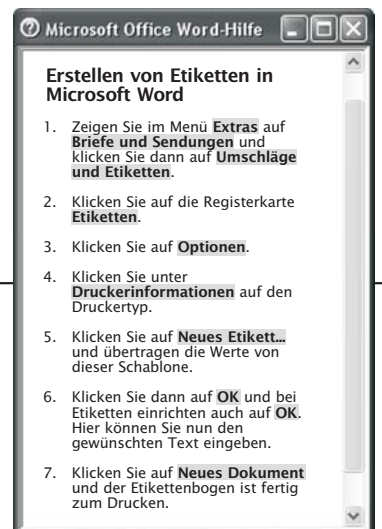 Microsoft Office Word-Hilfe
Erstellen von Etiketten in
Microsoft Word
1. Zeigen Sie im Menü Extras auf
Briefe und Sendungen und
klicken Sie dann auf Umschläge
und Etiketten.
2. Klicken Sie auf die Registerkarte
Etiketten.
3. Klicken Sie auf Optionen.
4. Klicken Sie unter
Druckerinformationen auf den
Druckertyp.
5. Klicken Sie auf Neues Etikett...
und übertragen die Werte von
dieser Schablone.
6. Klicken Sie dann auf OK und bei
Etiketten einrichten auch auf OK.
Hier können Sie nun den
gewünschten Text eingeben.
7. Klicken Sie auf Neues Dokument
und der Etikettenbogen ist fertig
zum Drucken.